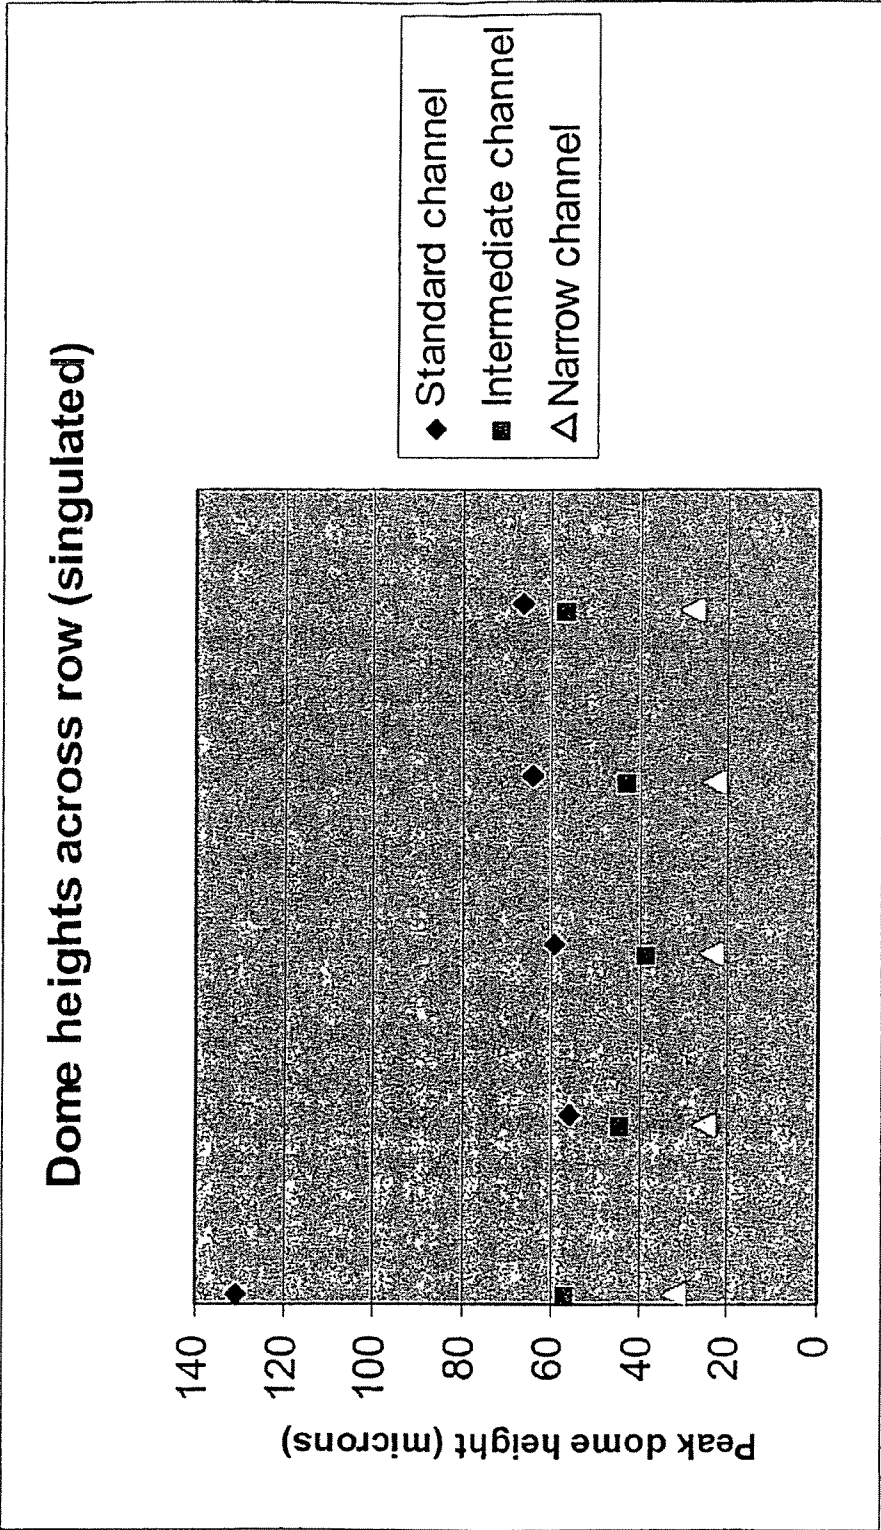 Dome heights across row (singulated)
Peak dome height (microns)
140
120
100
80
60
40
20
0
Standard channel
Intermediate channel
Narrow channel